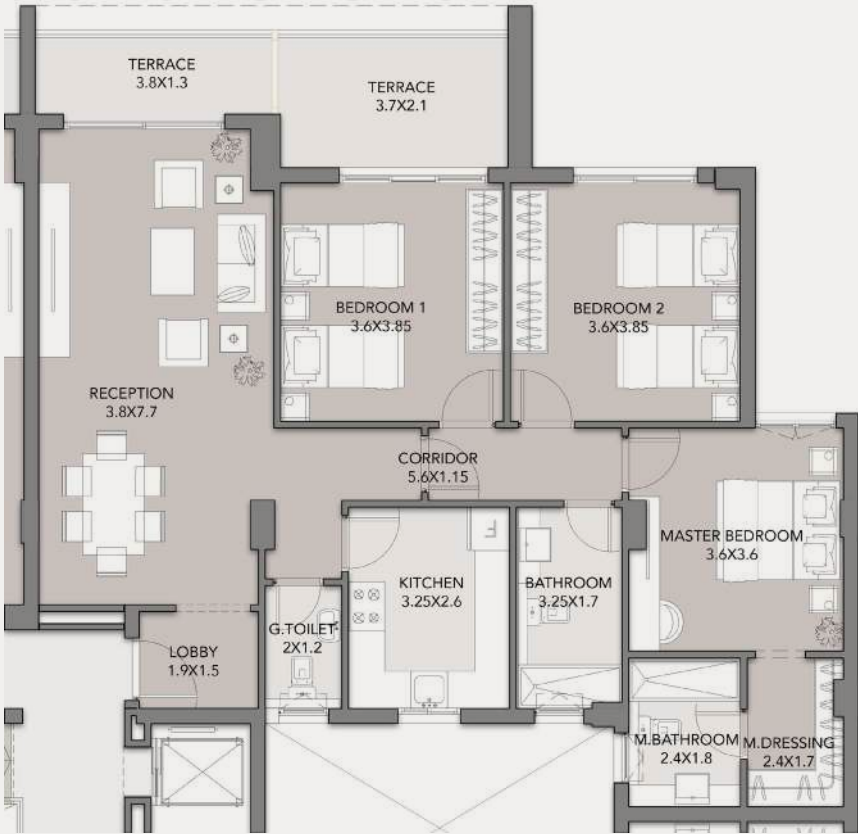 TERRACE
3.8X1.3
TERRACE
3.7X2.1
BEDROOM 1
3.6X3.85
BEDROOM 2
3.6X3.85
RECEPTION
3.8X7.7
CORRIDOR
5.6X1.15
MASTER BEDROOM
3.6X3.6
KITCHEN
3.25X2.6
BATHROOM
3.25X1.7
G.TOILET
2X1.2
LOBBY
1.9X1.5
M.BATHROOM
2.4X1.8
M.DRESSING
2.4X1.7